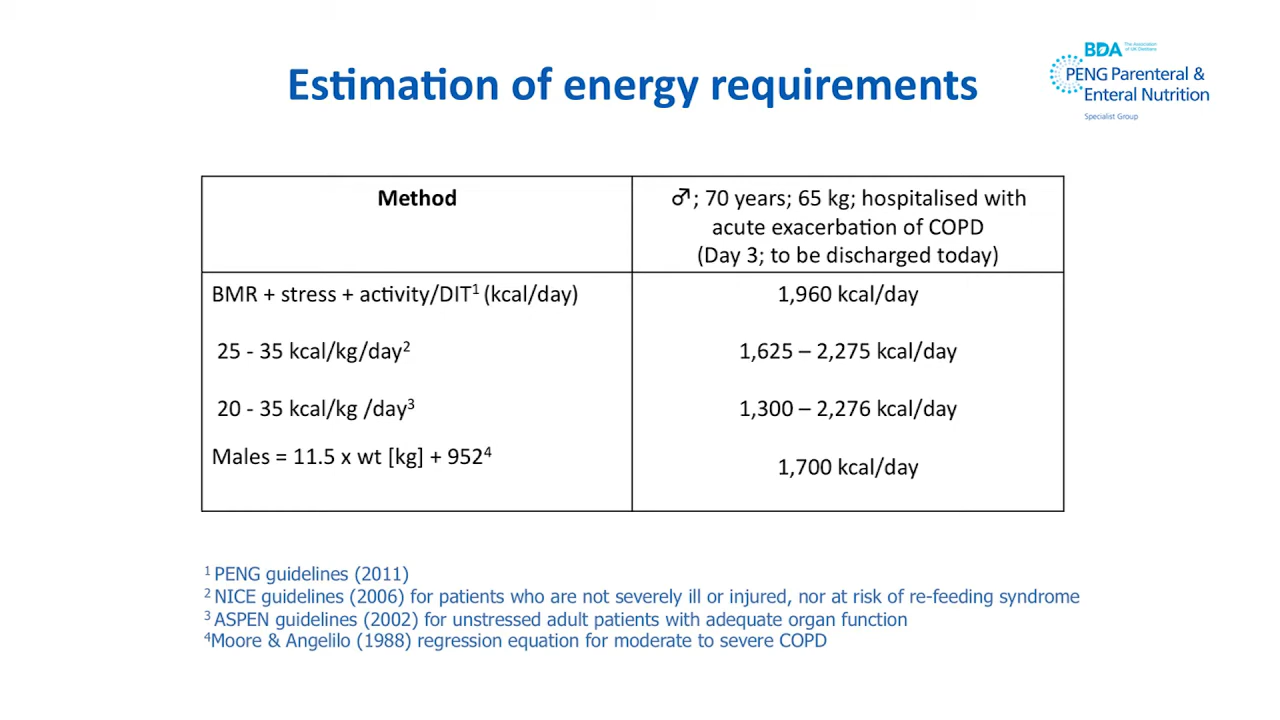 Estimation of energy requirements
BDA The Association of UK Dietitians
PENG Parenteral &
Enteral Nutrition
Specialist Group
Method
♂; 70 years; 65 kg; hospitalised with
acute exacerbation of COPD
(Day 3; to be discharged today)
BMR + stress + activity/DIT¹ (kcal/day)
1,960 kcal/day
25 - 35 kcal/kg/day²
1,625 – 2,275 kcal/day
20 - 35 kcal/kg /day³
1,300 – 2,276 kcal/day
Males = 11.5 x wt [kg] + 952⁴
1,700 kcal/day
¹ PENG guidelines (2011)
² NICE guidelines (2006) for patients who are not severely ill or injured, nor at risk of re-feeding syndrome
³ ASPEN guidelines (2002) for unstressed adult patients with adequate organ function
⁴Moore & Angelilo (1988) regression equation for moderate to severe COPD